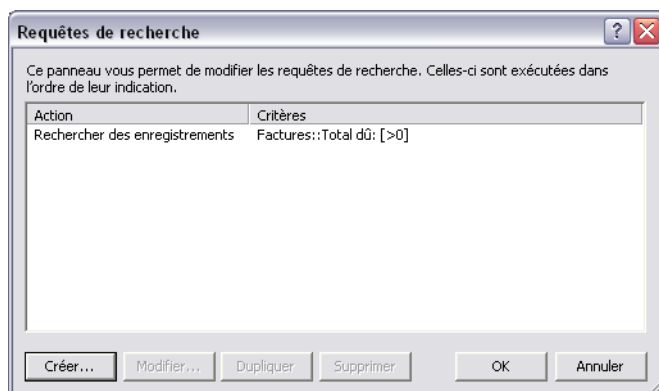 Requêtes de recherche
Ce panneau vous permet de modifier les requêtes de recherche. Celles-ci sont exécutées dans
l'ordre de leur indication.
Action Critères
Rechercher des enregistrements Factures::Total dû: [>0]
Créer... Modifier... Dupliquer Supprimer OK Annuler